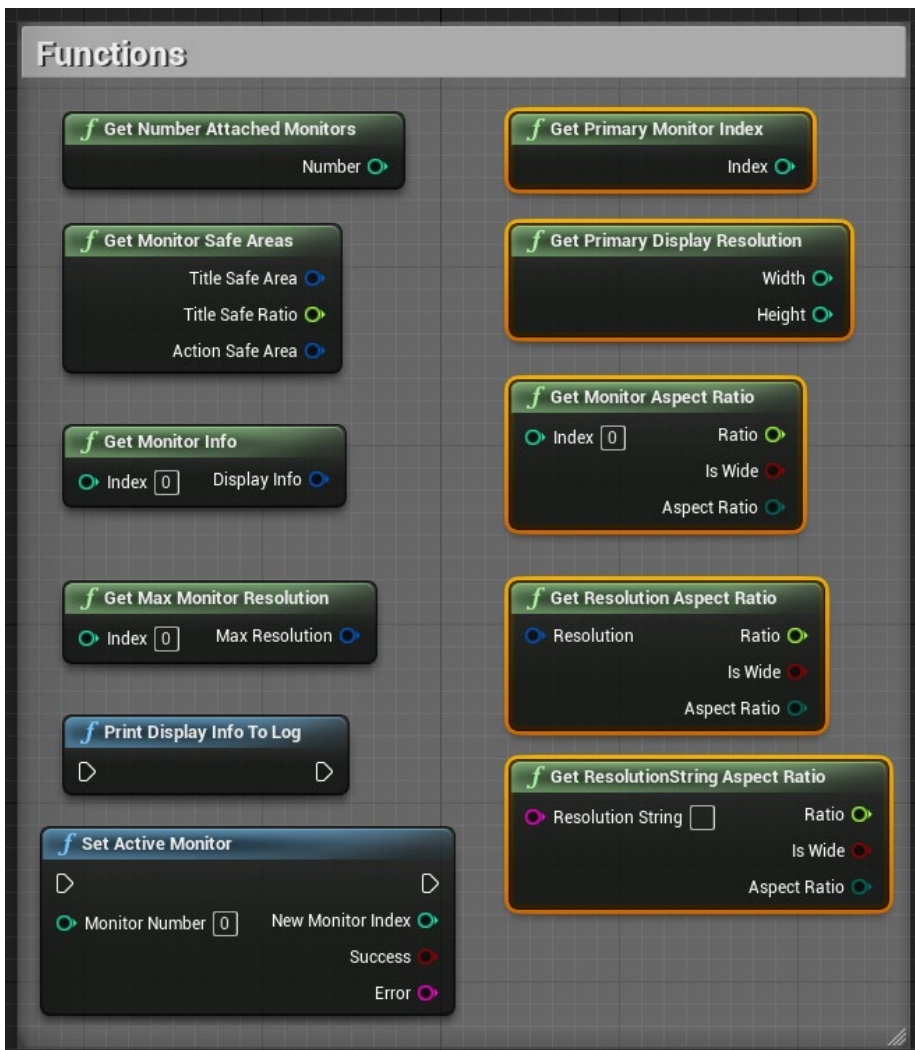 Functions
f Get Number Attached Monitors
Number
f Get Monitor Safe Areas
Title Safe Area
Title Safe Ratio
Action Safe Area
f Get Monitor Info
Index 0 Display Info
f Get Max Monitor Resolution
Index 0 Max Resolution
f Print Display Info To Log
f Set Active Monitor
Monitor Number 0 New Monitor Index
Success
Error
f Get Primary Monitor Index
Index
f Get Primary Display Resolution
Width
Height
f Get Monitor Aspect Ratio
Index 0 Ratio
Is Wide
Aspect Ratio
f Get Resolution Aspect Ratio
Resolution Ratio
Is Wide
Aspect Ratio
f Get ResolutionString Aspect Ratio
Resolution String Ratio
Is Wide
Aspect Ratio